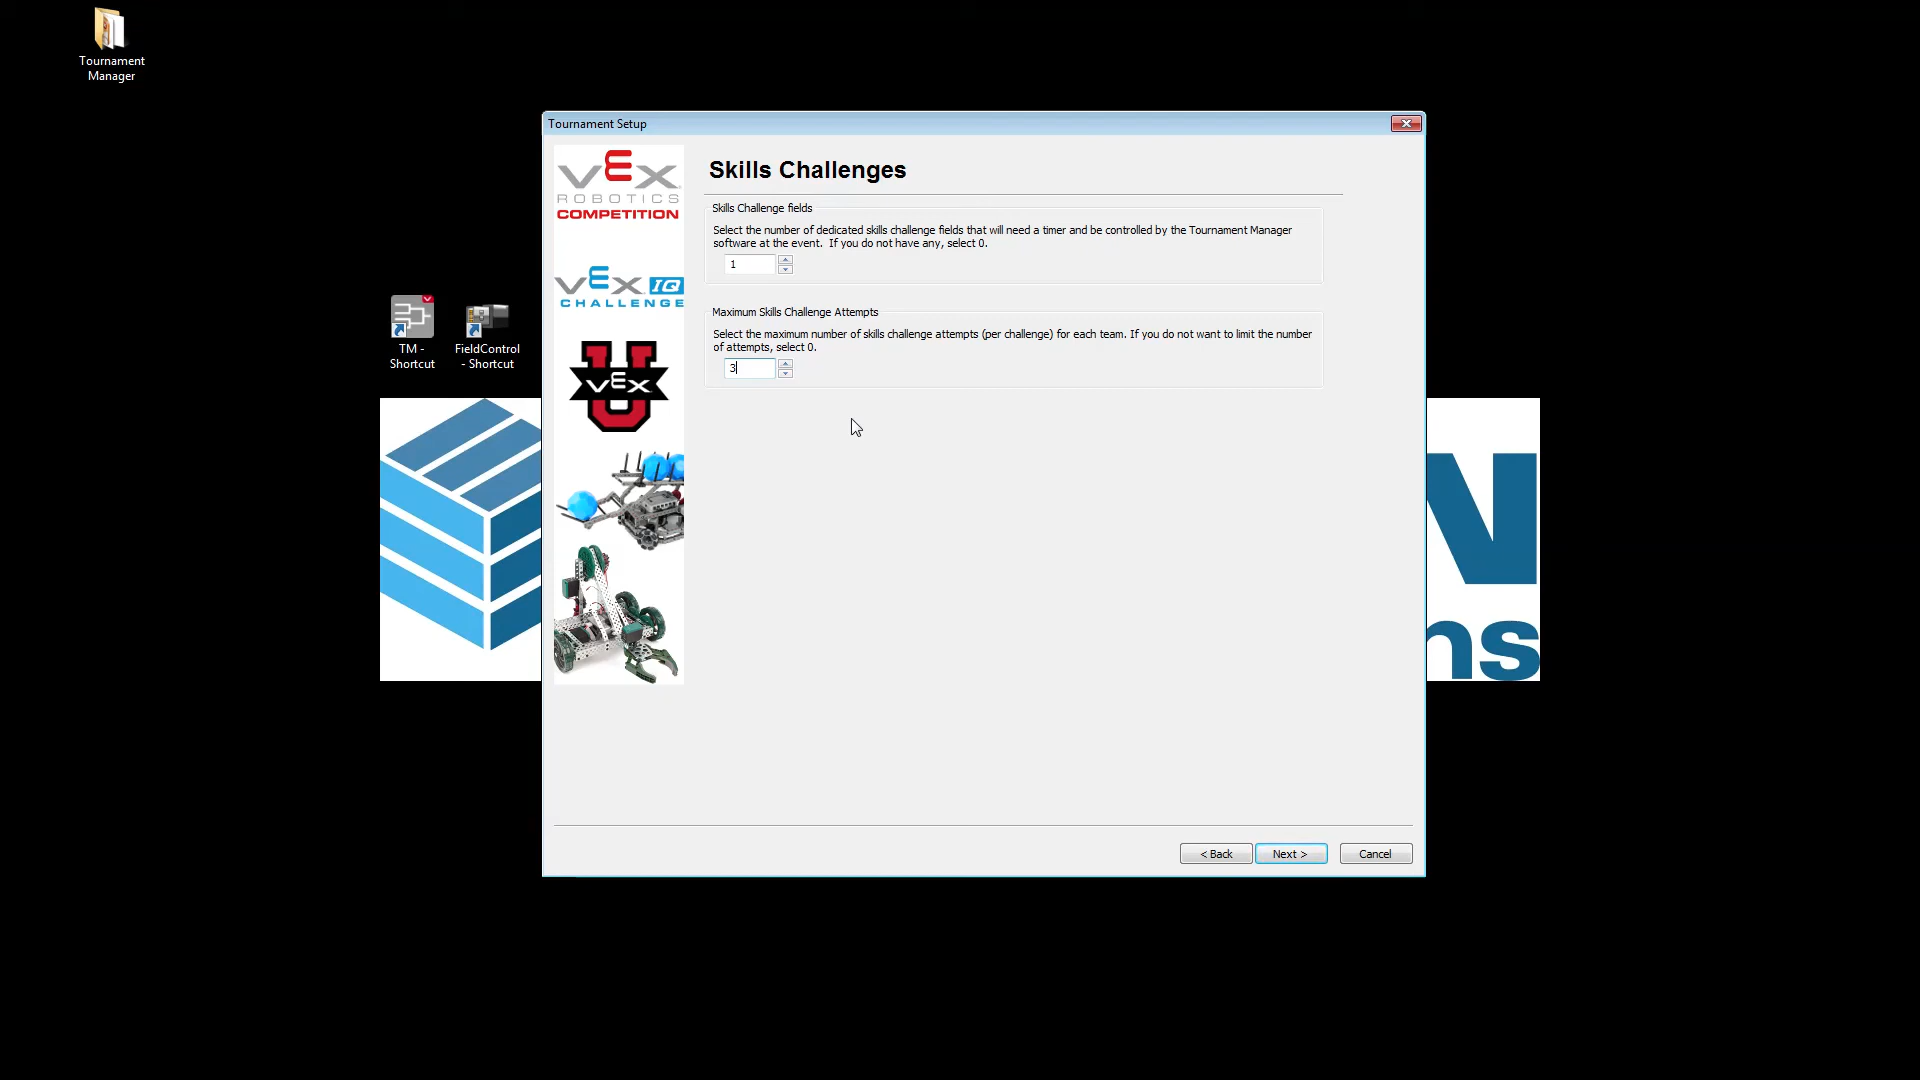 Tournament
Manager
TM -
Shortcut
FieldControl
- Shortcut
Tournament Setup
VEX
ROBOTICS
COMPETITION
VEX IQ
CHALLENGE
VEX
U
Skills Challenges
Skills Challenge fields
Select the number of dedicated skills challenge fields that will need a timer and be controlled by the Tournament Manager
software at the event.  If you do not have any, select 0.
1
Maximum Skills Challenge Attempts
Select the maximum number of skills challenge attempts (per challenge) for each team. If you do not want to limit the number
of attempts, select 0.
3
< Back
Next >
Cancel
N
ns